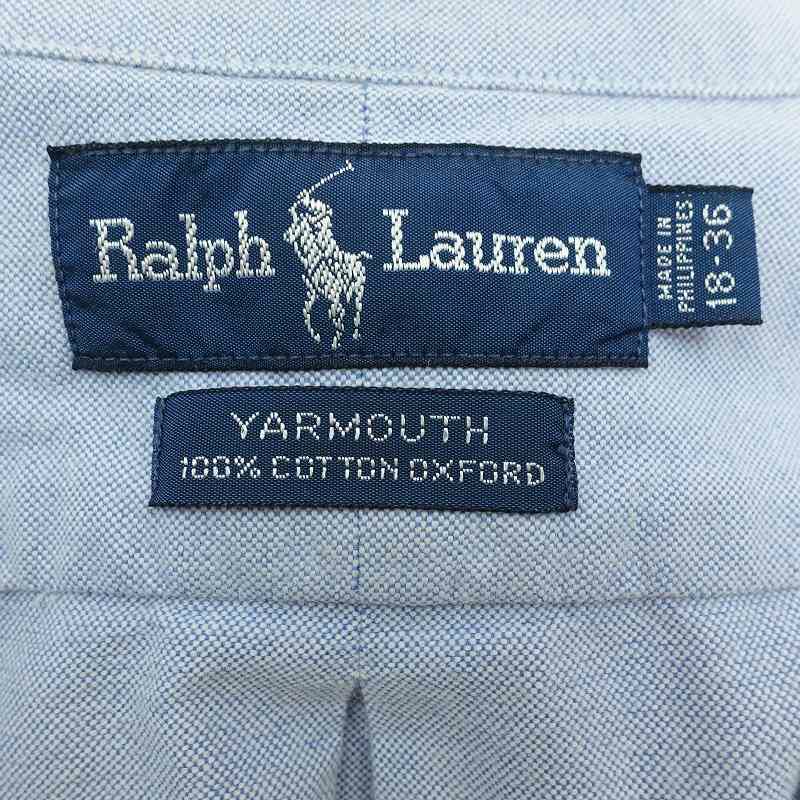 Ralph Lauren
MADE IN
PHILIPPINES
18-36
YARMOUTH
100% COTTON OXFORD